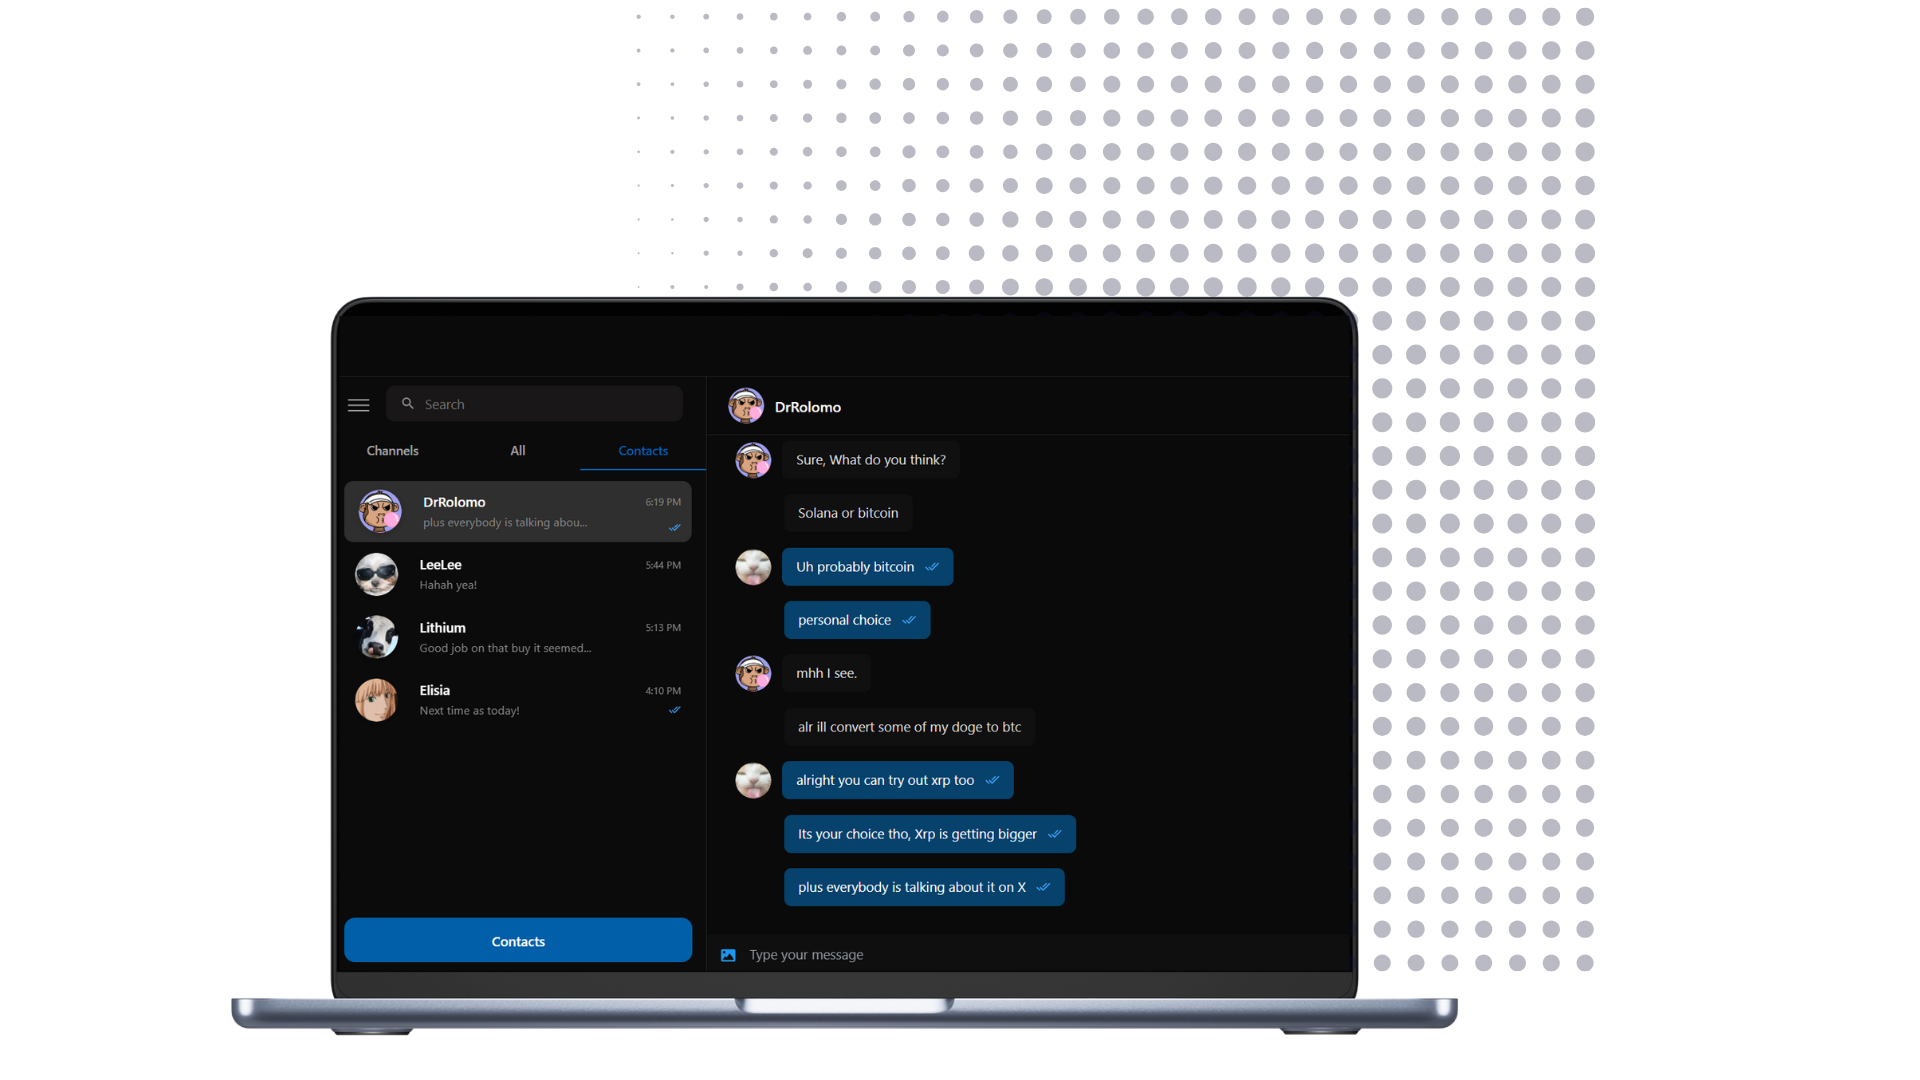 Search
Channels
All
Contacts
DrRolomo
6:19 PM
plus everybody is talking abou...
LeeLee
5:44 PM
Hahah yea!
Lithium
5:13 PM
Good job on that buy it seemed...
Elisia
4:10 PM
Next time as today!
Contacts
DrRolomo
Sure, What do you think?
Solana or bitcoin
Uh probably bitcoin
personal choice
mhh I see.
alr ill convert some of my doge to btc
alright you can try out xrp too
Its your choice tho, Xrp is getting bigger
plus everybody is talking about it on X
Type your message